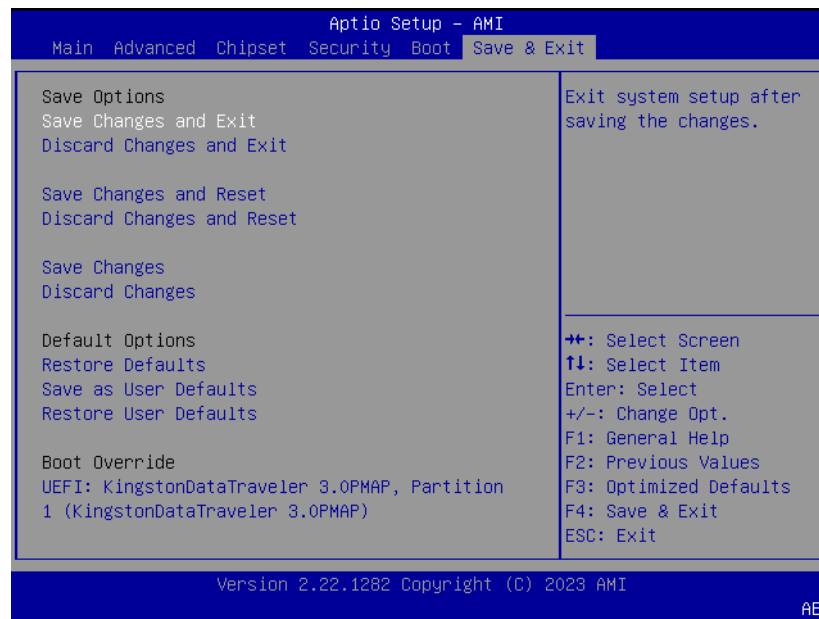 Aptio Setup – AMI
Main Advanced Chipset Security Boot Save & Exit
Save Options
Save Changes and Exit
Discard Changes and Exit
Save Changes and Reset
Discard Changes and Reset
Save Changes
Discard Changes
Default Options
Restore Defaults
Save as User Defaults
Restore User Defaults
Boot Override
UEFI: KingstonDataTraveler 3.0PMAP, Partition
1 (KingstonDataTraveler 3.0PMAP)
Exit system setup after
saving the changes.
→←: Select Screen
↑↓: Select Item
Enter: Select
+/-: Change Opt.
F1: General Help
F2: Previous Values
F3: Optimized Defaults
F4: Save & Exit
ESC: Exit
Version 2.22.1282 Copyright (C) 2023 AMI